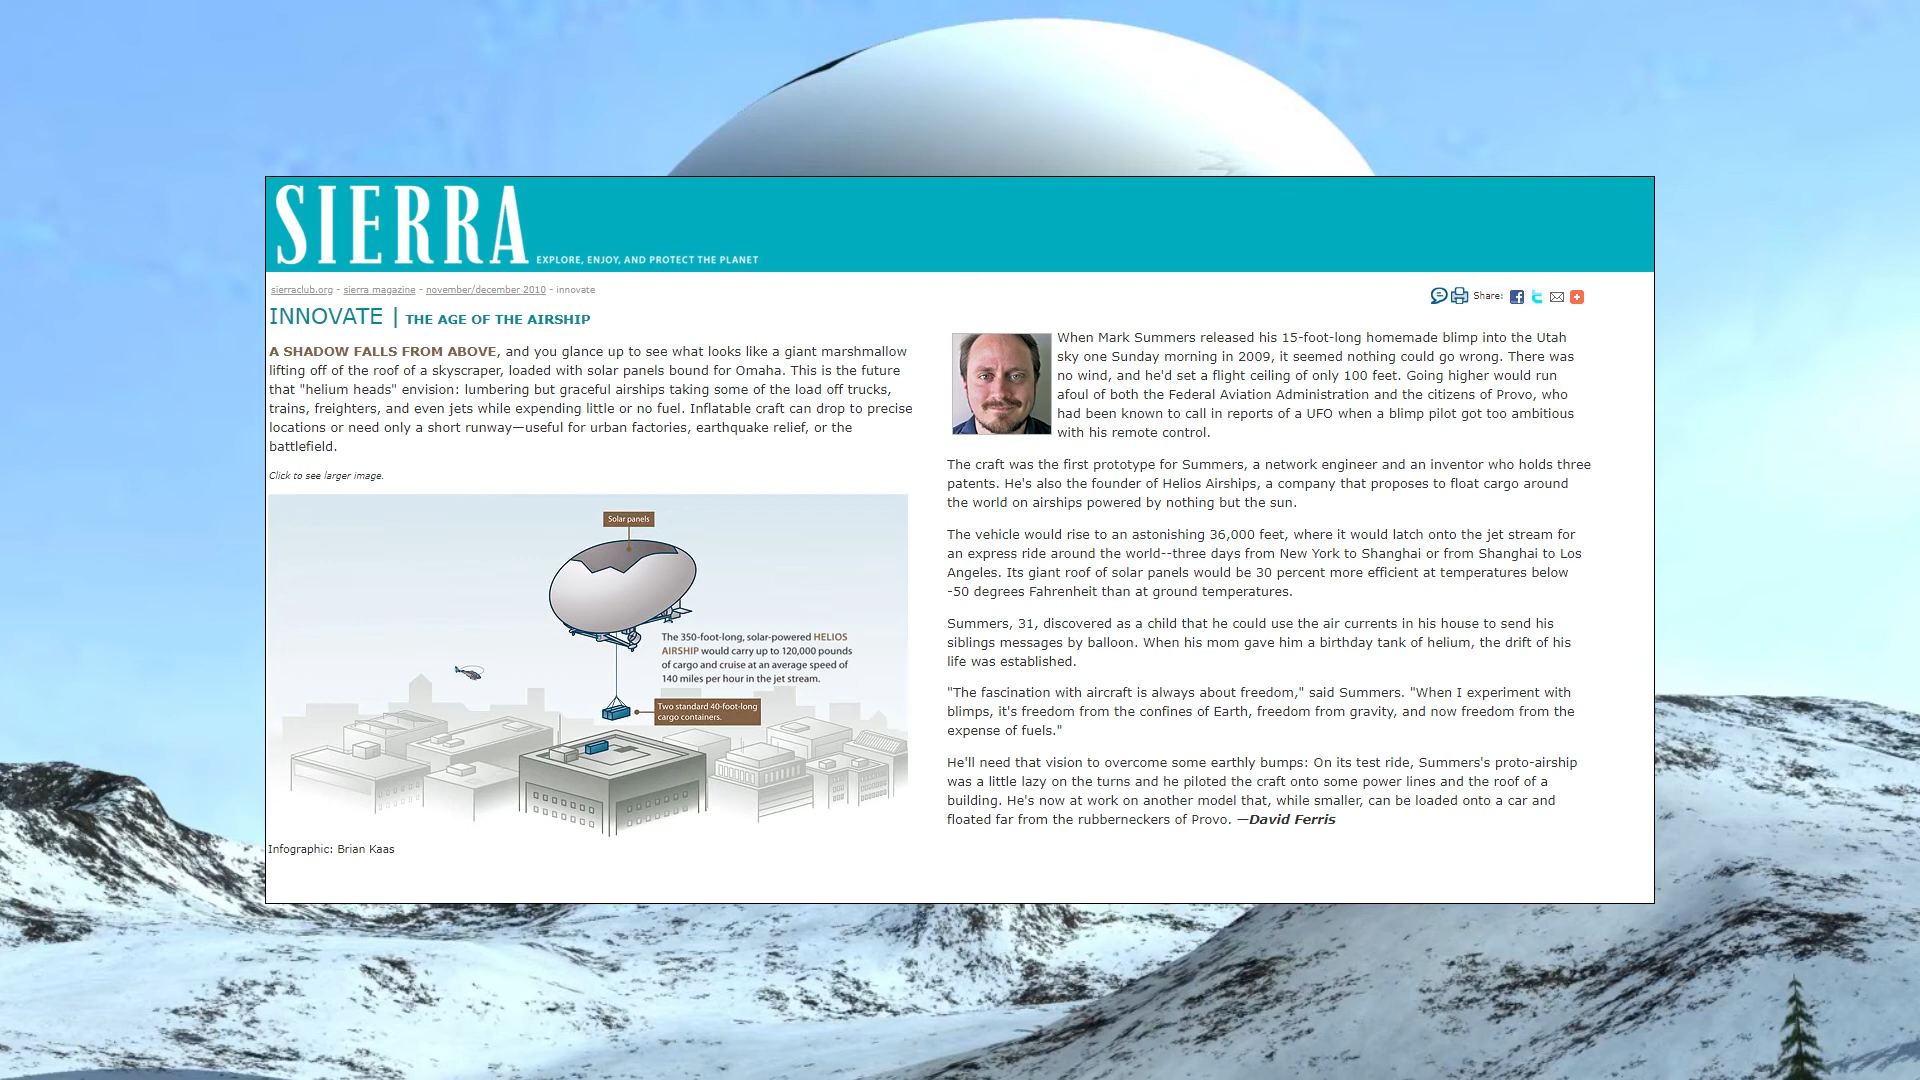 SIERRA
EXPLORE, ENJOY, AND PROTECT THE PLANET
sierraclub.org - sierra magazine - november/december 2010 - innovate
INNOVATE | THE AGE OF THE AIRSHIP
A SHADOW FALLS FROM ABOVE, and you glance up to see what looks like a giant marshmallow
lifting off of the roof of a skyscraper, loaded with solar panels bound for Omaha. This is the future
that "helium heads" envision: lumbering but graceful airships taking some of the load off trucks,
trains, freighters, and even jets while expending little or no fuel. Inflatable craft can drop to precise
locations or need only a short runway—useful for urban factories, earthquake relief, or the
battlefield.
Click to see larger image.
Solar panels
The 350-foot-long, solar-powered HELIOS
AIRSHIP would carry up to 120,000 pounds
of cargo and cruise at an average speed of
140 miles per hour in the jet stream.
Two standard 40-foot-long
cargo containers.
Infographic: Brian Kaas
Share:
When Mark Summers released his 15-foot-long homemade blimp into the Utah
sky one Sunday morning in 2009, it seemed nothing could go wrong. There was
no wind, and he'd set a flight ceiling of only 100 feet. Going higher would run
afoul of both the Federal Aviation Administration and the citizens of Provo, who
had been known to call in reports of a UFO when a blimp pilot got too ambitious
with his remote control.
The craft was the first prototype for Summers, a network engineer and an inventor who holds three
patents. He's also the founder of Helios Airships, a company that proposes to float cargo around
the world on airships powered by nothing but the sun.
The vehicle would rise to an astonishing 36,000 feet, where it would latch onto the jet stream for
an express ride around the world--three days from New York to Shanghai or from Shanghai to Los
Angeles. Its giant roof of solar panels would be 30 percent more efficient at temperatures below
-50 degrees Fahrenheit than at ground temperatures.
Summers, 31, discovered as a child that he could use the air currents in his house to send his
siblings messages by balloon. When his mom gave him a birthday tank of helium, the drift of his
life was established.
"The fascination with aircraft is always about freedom," said Summers. "When I experiment with
blimps, it's freedom from the confines of Earth, freedom from gravity, and now freedom from the
expense of fuels."
He'll need that vision to overcome some earthly bumps: On its test ride, Summers's proto-airship
was a little lazy on the turns and he piloted the craft onto some power lines and the roof of a
building. He's now at work on another model that, while smaller, can be loaded onto a car and
floated far from the rubberneckers of Provo. —David Ferris